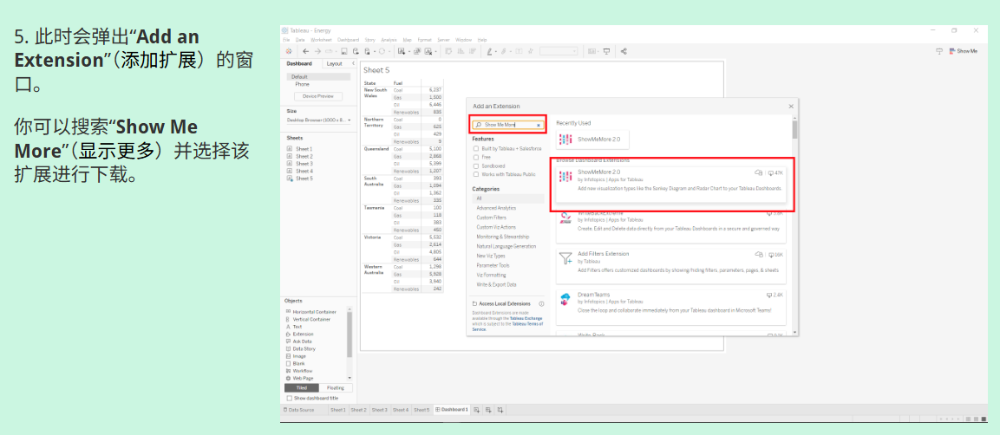 5. 此时会弹出“Add an
Extension”（添加扩展）的窗
口。
你可以搜索“Show Me
More”（显示更多）并选择该
扩展进行下载。
Tableau - Energy
File Data Worksheet Dashboard Story Analysis Map Format Server Window Help
Show Me
Dashboard Layout
Default
Phone
Device Preview
Size
Desktop Browser (1000 x 8...
Sheets
Sheet 1
Sheet 2
Sheet 3
Sheet 4
Sheet 5
Objects
Horizontal Container
Vertical Container
Text
Extension
Ask Data
Data Story
Image
Blank
Workflow
Web Page
Tiled Floating
Show dashboard title
Sheet 5
State Fuel
New South Wales Coal 6,237
Gas 1,500
Oil 6,446
Renewables 835
Northern Territory Coal 0
Gas 625
Oil 429
Renewables 9
Queensland Coal 5,100
Gas 2,868
Oil 5,399
Renewables 1,207
South Australia Coal 393
Gas 1,094
Oil 1,362
Renewables 335
Tasmania Coal 100
Gas 118
Oil 383
Renewables 460
Victoria Coal 5,532
Gas 2,614
Oil 4,805
Renewables 644
Western Australia Coal 1,298
Gas 5,928
Oil 3,940
Renewables 242
Add an Extension
Show Me More
Features
Built by Tableau + Salesforce
Free
Sandboxed
Works with Tableau Public
Categories
All
Advanced Analytics
Custom Filters
Custom Viz Actions
Monitoring & Stewardship
Natural Language Generation
New Viz Types
Parameter Tools
Viz Formatting
Write & Export Data
Access Local Extensions
Dashboard Extensions are made
available through the Tableau Exchange
which is subject to the Tableau Terms of
Service.
Recently Used
ShowMeMore 2.0
Browse Dashboard Extensions
ShowMeMore 2.0 47K
by Infotopics | Apps for Tableau
Add new visualization types like the Sankey Diagram and Radar Chart to your Tableau Dashboards.
WriteBackExtreme
by Infotopics | Apps for Tableau
Create, Edit and Delete data directly from your Tableau Dashboards in a secure and governed way
Add Filters Extension 16K
by Tableau
Add Filters offers customized dashboards by showing/hiding filters, parameters, pages, & sheets
DreamTeams 2.8K
by Infotopics | Apps for Tableau
Close the loop and collaborate immediately from your Tableau dashboard in Microsoft Teams!
Data Source Sheet 1 Sheet 2 Sheet 3 Sheet 4 Sheet 5 Dashboard 1